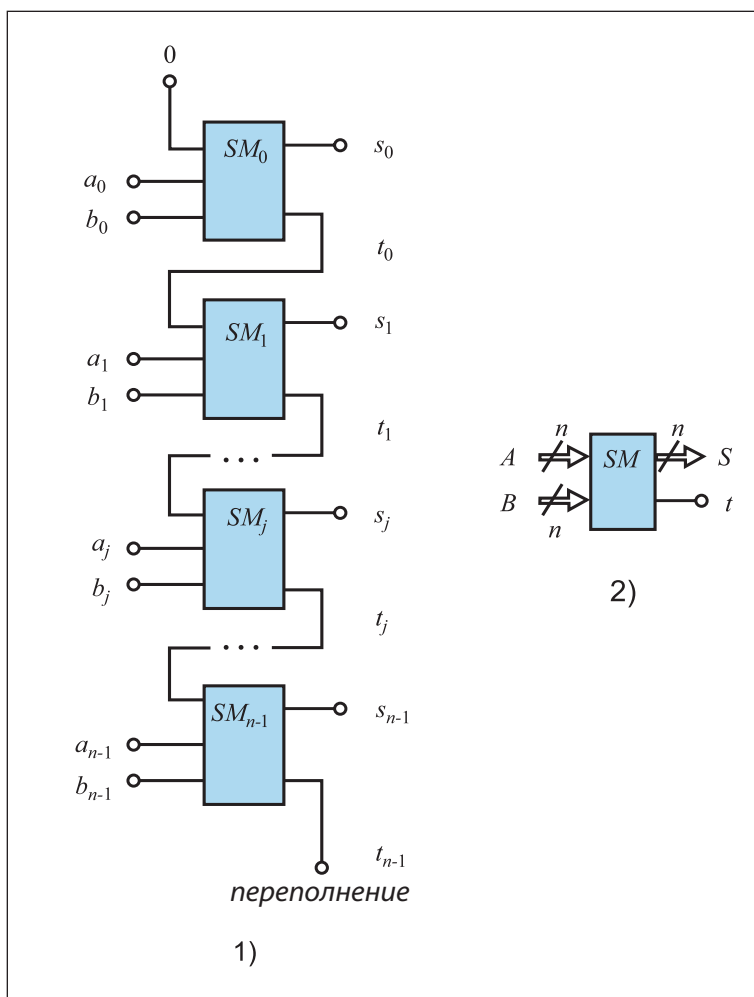 0
SM₀ s₀
a₀
b₀
t₀
SM₁ s₁
a₁
b₁
t₁
...
SMⱼ sⱼ
aⱼ
bⱼ
tⱼ
...
SMₙ₋₁ sₙ₋₁
aₙ₋₁
bₙ₋₁
tₙ₋₁
переполнение
1)
n n
A SM S
B t
n
2)